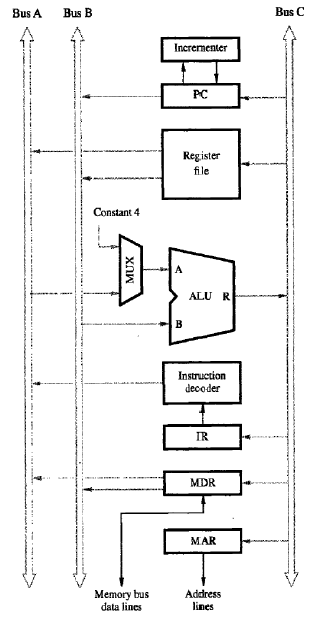 Bus A
Bus B
Bus C
Incrementer
PC
Register
file
Constant 4
MUX
A
ALU
R
B
Instruction
decoder
IR
MDR
MAR
Memory bus
data lines
Address
lines